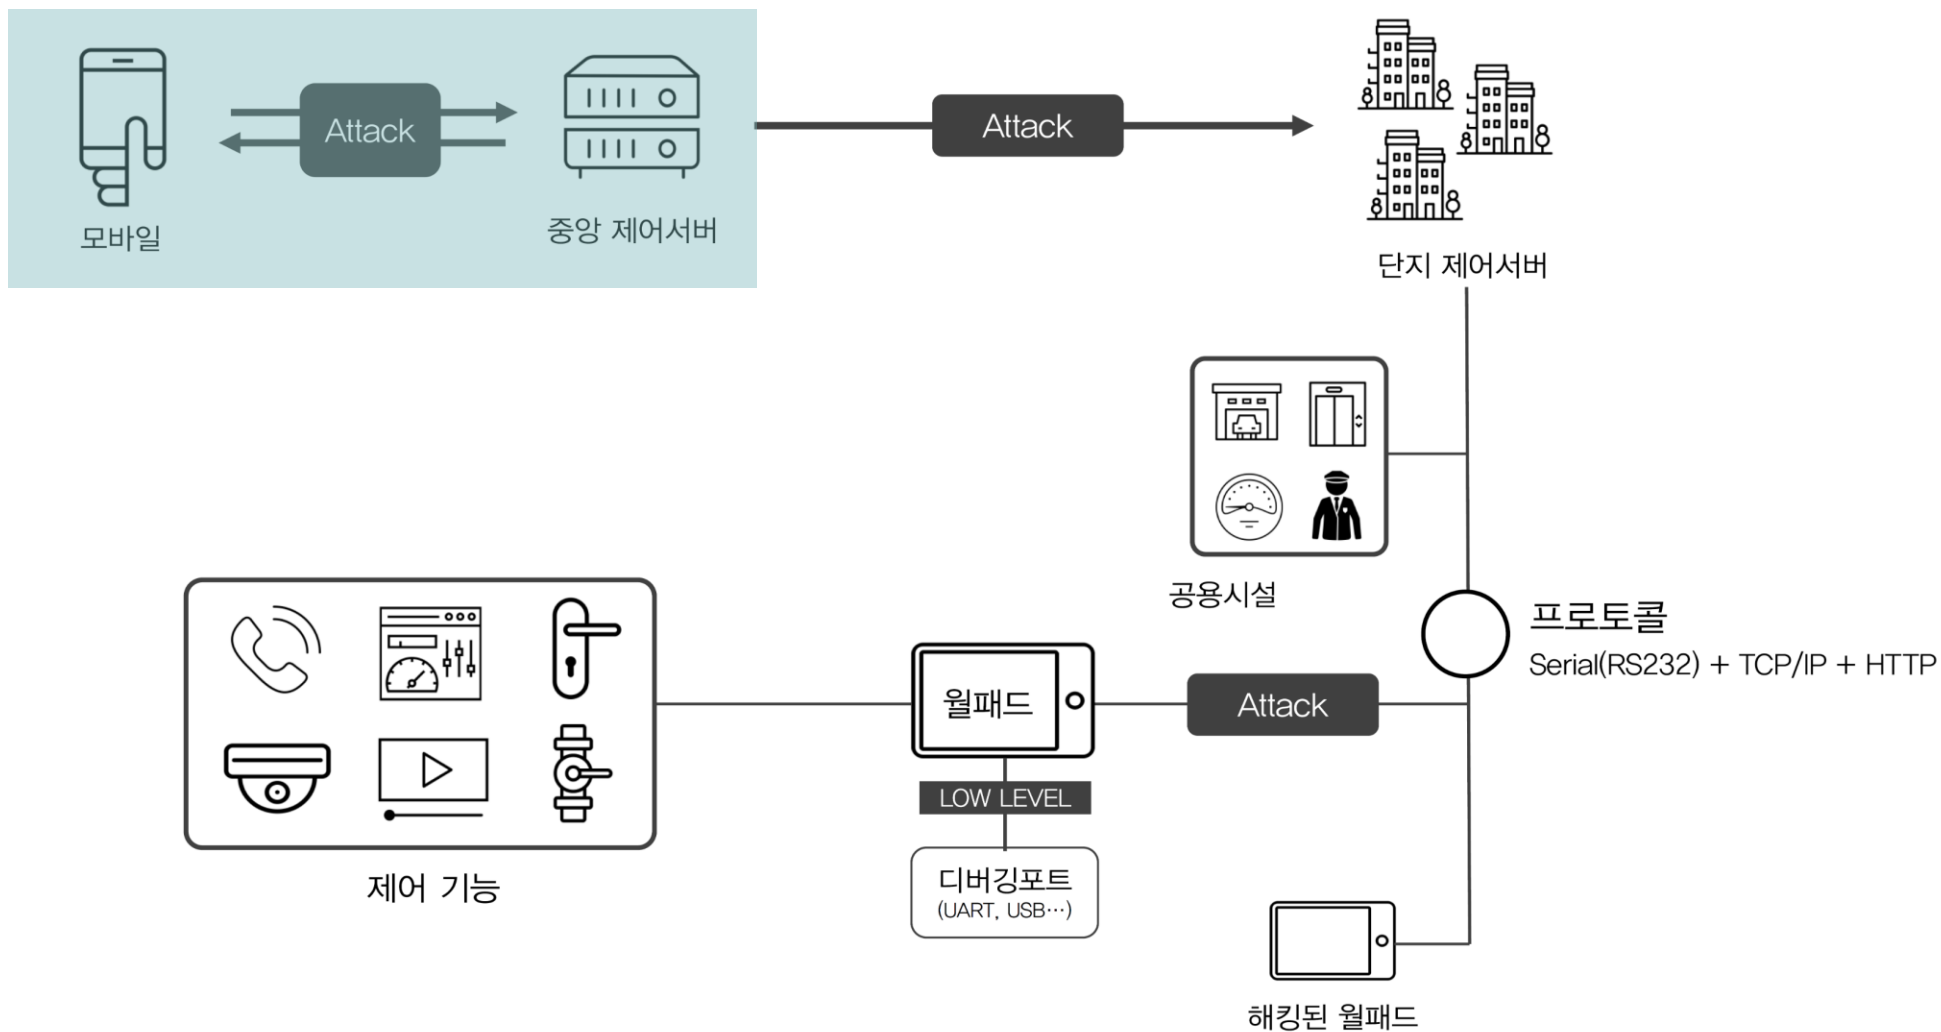 Attack
모바일
중앙 제어서버
Attack
단지 제어서버
공용시설
프로토콜
Serial(RS232) + TCP/IP + HTTP
월패드
Attack
LOW LEVEL
디버깅포트
(UART, USB…)
제어 기능
해킹된 월패드